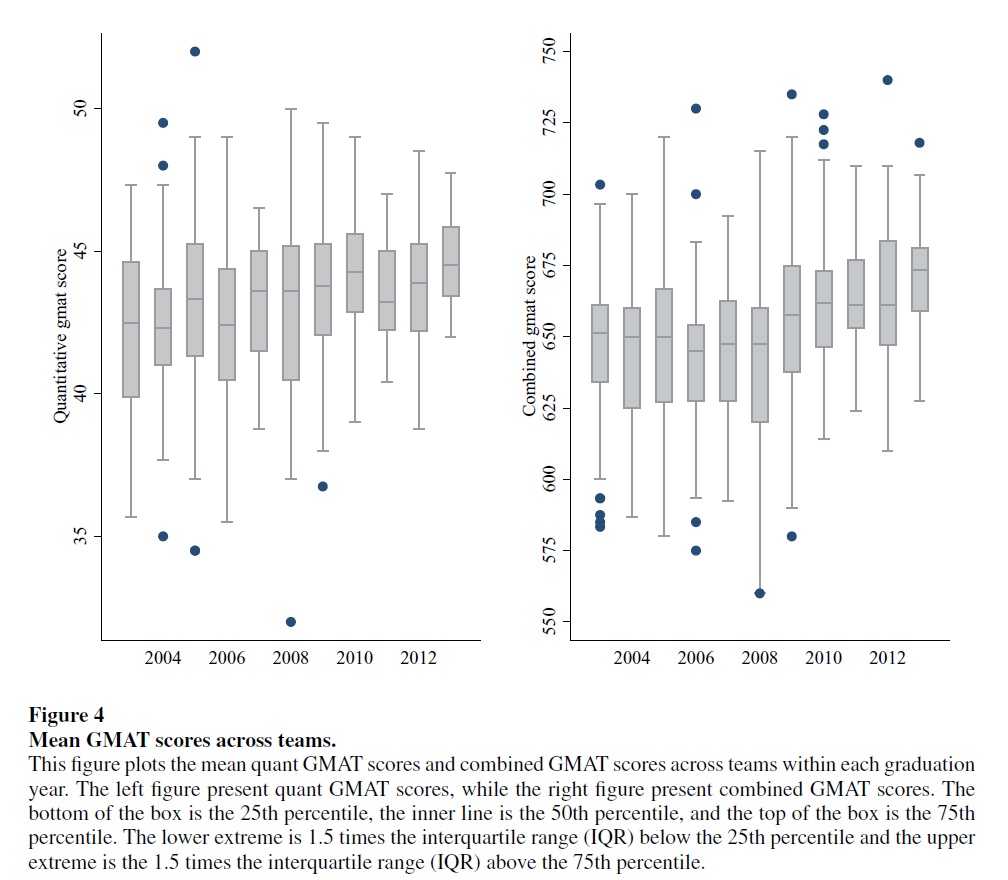 Quantitative gmat score
50
45
40
35
2004 2006 2008 2010 2012
Combined gmat score
750
725
700
675
650
625
600
575
550
2004 2006 2008 2010 2012
Figure 4
Mean GMAT scores across teams.
This figure plots the mean quant GMAT scores and combined GMAT scores across teams within each graduation
year. The left figure present quant GMAT scores, while the right figure present combined GMAT scores. The
bottom of the box is the 25th percentile, the inner line is the 50th percentile, and the top of the box is the 75th
percentile. The lower extreme is 1.5 times the interquartile range (IQR) below the 25th percentile and the upper
extreme is the 1.5 times the interquartile range (IQR) above the 75th percentile.